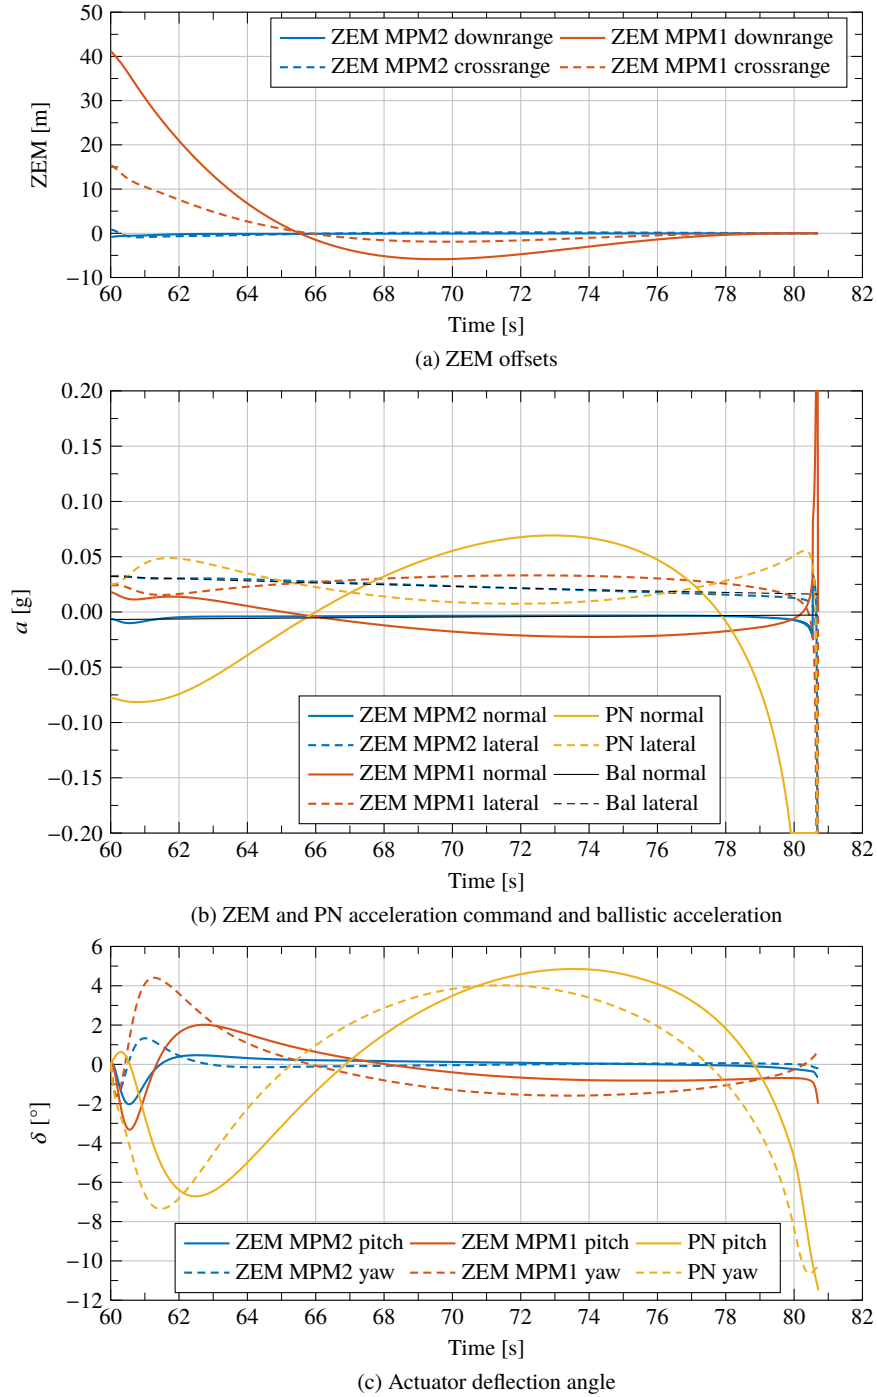 ZEM MPM2 downrange ZEM MPM1 downrange
ZEM MPM2 crossrange ZEM MPM1 crossrange
50
40
30
20
10
0
−10
ZEM [m]
60 62 64 66 68 70 72 74 76 78 80 82
Time [s]
(a) ZEM offsets
0.20
0.15
0.10
0.05
0.00
−0.05
−0.10
−0.15
−0.20
a [g]
ZEM MPM2 normal PN normal
ZEM MPM2 lateral PN lateral
ZEM MPM1 normal Bal normal
ZEM MPM1 lateral Bal lateral
60 62 64 66 68 70 72 74 76 78 80 82
Time [s]
(b) ZEM and PN acceleration command and ballistic acceleration
6
4
2
0
−2
−4
−6
−8
−10
−12
δ [°]
ZEM MPM2 pitch ZEM MPM1 pitch PN pitch
ZEM MPM2 yaw ZEM MPM1 yaw PN yaw
60 62 64 66 68 70 72 74 76 78 80 82
Time [s]
(c) Actuator deflection angle